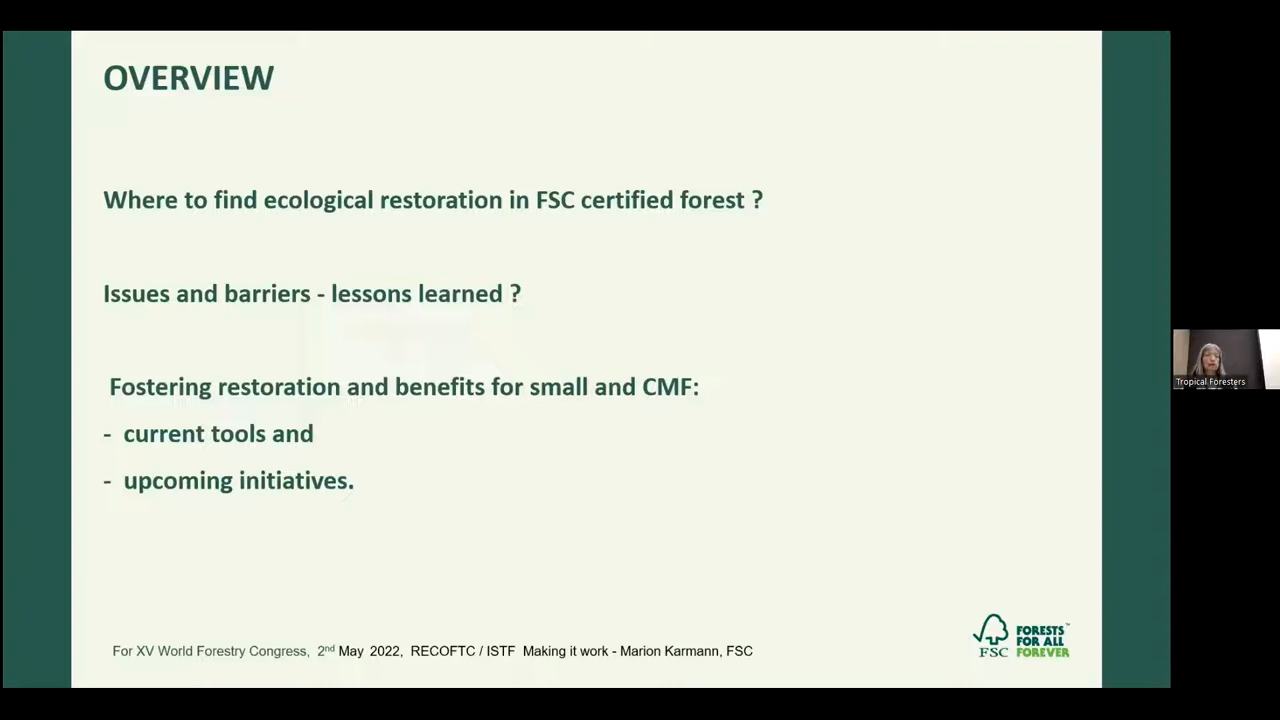 OVERVIEW
Where to find ecological restoration in FSC certified forest ?
Issues and barriers - lessons learned ?
Fostering restoration and benefits for small and CMF:
- current tools and
- upcoming initiatives.
Tropical Foresters
For XV World Forestry Congress, 2nd May 2022, RECOFTC / ISTF Making it work - Marion Karmann, FSC
FSC
FORESTS
FOR ALL
FOREVER
™